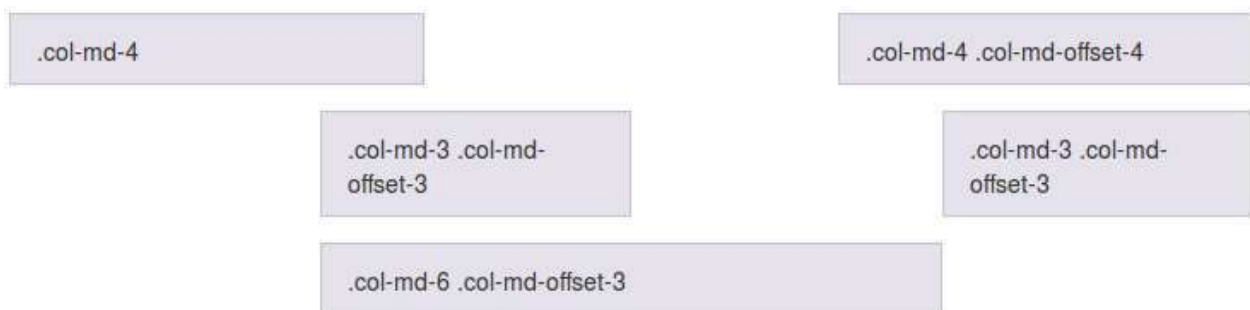 .col-md-4
.col-md-4 .col-md-offset-4
.col-md-3 .col-md-
offset-3
.col-md-3 .col-md-
offset-3
.col-md-6 .col-md-offset-3